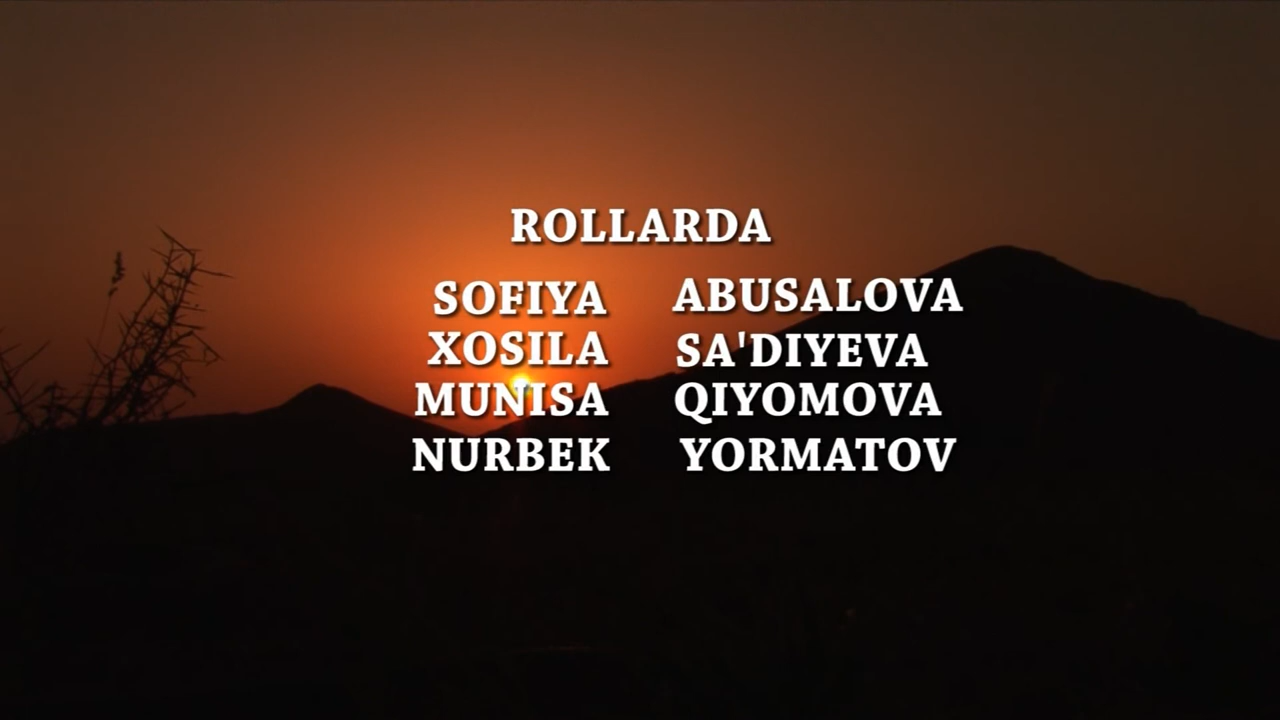 ROLLARDA
SOFIYA ABUSALOVA
XOSILA SA'DIYEVA
MUNISA QIYOMOVA
NURBEK YORMATOV